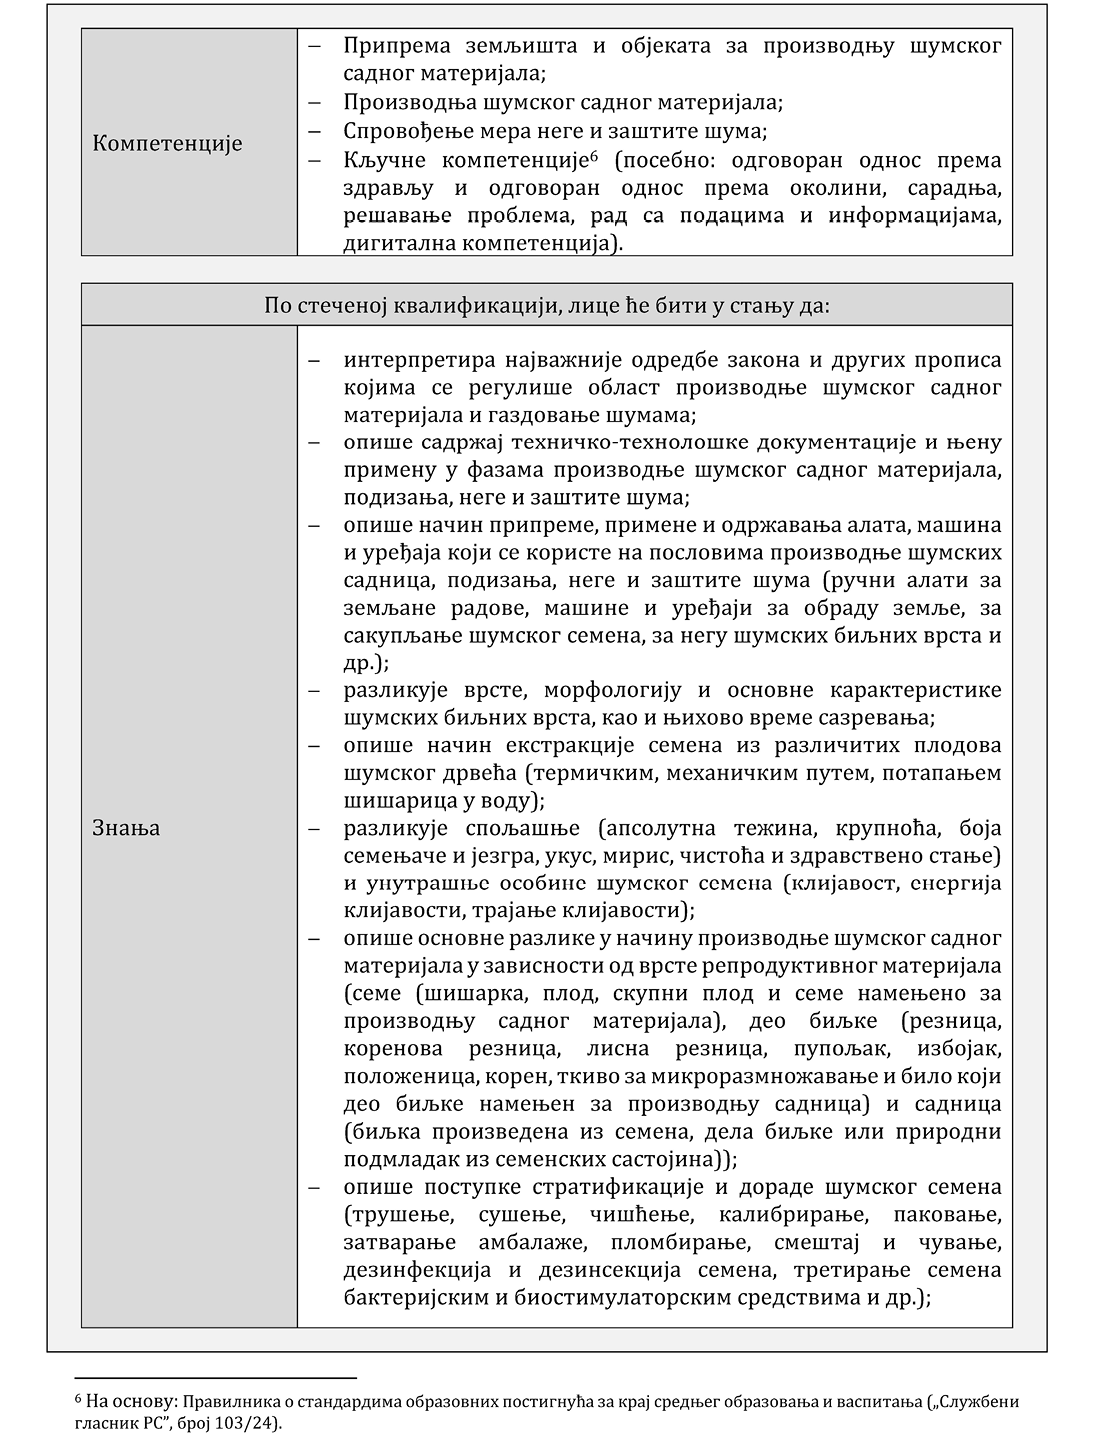 – Припрема земљишта и објеката за производњу шумског
садног материјала;
– Производња шумског садног материјала;
– Спровођење мера неге и заштите шума;
Компетенције
– Кључне компетенције⁶ (посебно: одговоран однос према
здрављу и одговоран однос према околини, сарадња,
решавање проблема, рад са подацима и информацијама,
дигитална компетенција).
По стеченој квалификацији, лице ће бити у стању да:
– интерпретира најважније одредбе закона и других прописа
којима се регулише област производње шумског садног
материјала и газдовање шумама;
– опише садржај техничко-технолошке документације и њену
примену у фазама производње шумског садног материјала,
подизања, неге и заштите шума;
– опише начин припреме, примене и одржавања алата, машина
и уређаја који се користе на пословима производње шумских
садница, подизања, неге и заштите шума (ручни алати за
земљане радове, машине и уређаји за обраду земље, за
сакупљање шумског семена, за негу шумских биљних врста и
др.);
– разликује врсте, морфологију и основне карактеристике
шумских биљних врста, као и њихово време сазревања;
– опише начин екстракције семена из различитих плодова
шумског дрвећа (термичким, механичким путем, потапањем
шишарица у воду);
Знања
– разликује спољашње (апсолутна тежина, крупноћа, боја
семењаче и језгра, укус, мирис, чистоћа и здравствено стање)
и унутрашње особине шумског семена (клијавост, енергија
клијавости, трајање клијавости);
– опише основне разлике у начину производње шумског садног
материјала у зависности од врсте репродуктивног материјала
(семе (шишарка, плод, скупни плод и семе намењено за
производњу садног материјала), део биљке (резница,
коренова резница, лисна резница, пупољак, избојак,
положеница, корен, ткиво за микроразмножавање и било који
део биљке намењен за производњу садница) и садница
(биљка произведена из семена, дела биљке или природни
подмладак из семенских састојина));
– опише поступке стратификације и дораде шумског семена
(трушење, сушење, чишћење, калибрирање, паковање,
затварање амбалаже, пломбирање, смештај и чување,
дезинфекција и дезинсекција семена, третирање семена
бактеријским и биостимулаторским средствима и др.);
⁶ На основу: Правилника о стандардима образовних постигнућа за крај средњег образовања и васпитања („Службени
гласник РС”, број 103/24).